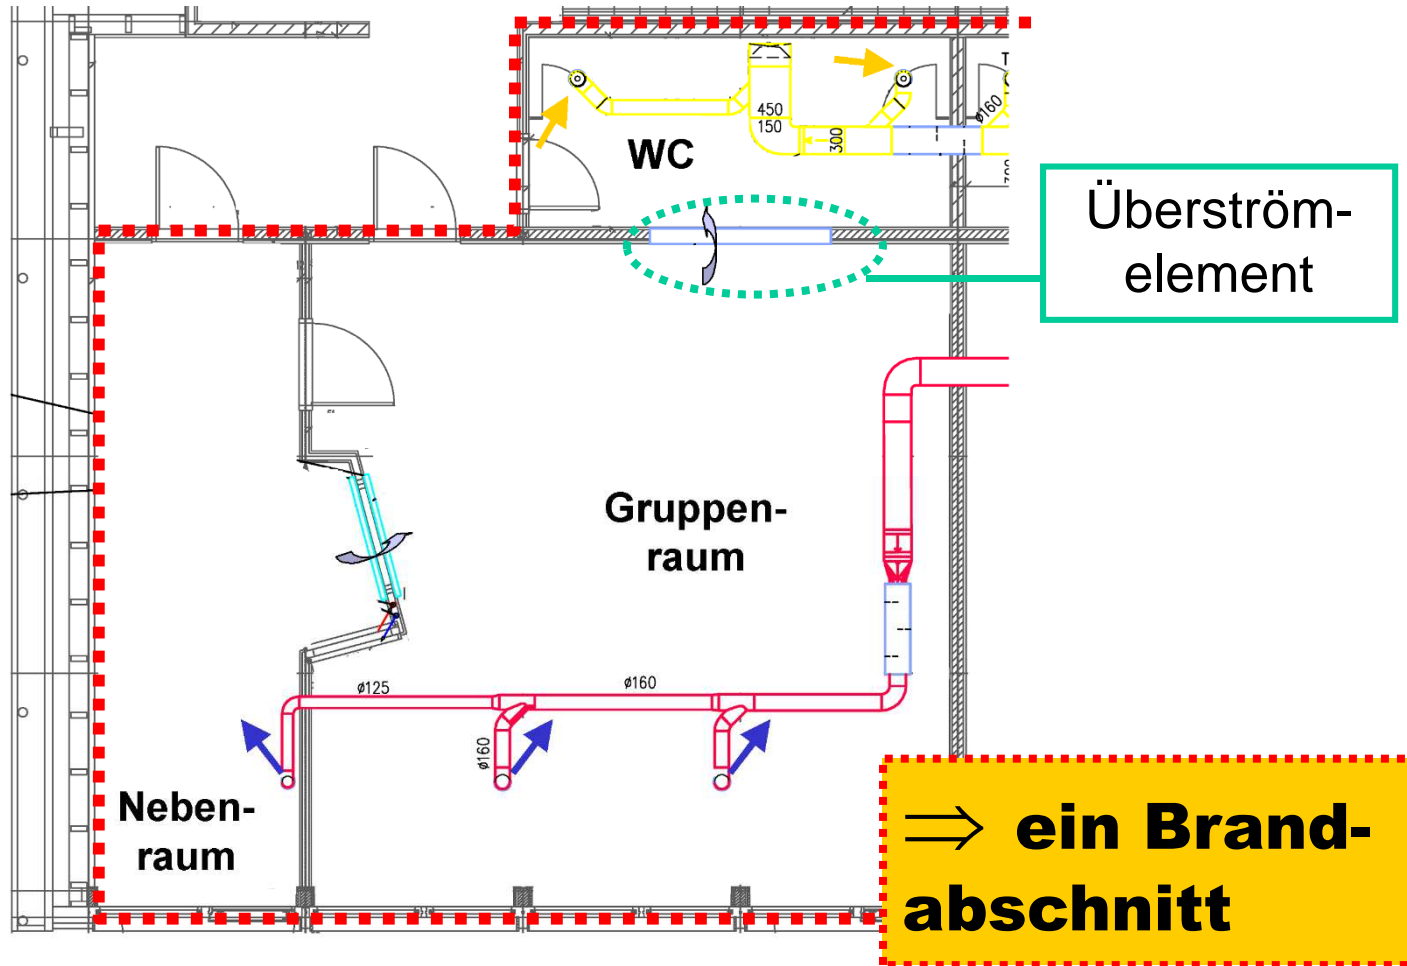 T
ø160
450
150
300
WC
Überström-
element
Gruppen-
raum
ø125
ø160
ø160
Neben-
raum
⇒ ein Brand-
abschnitt